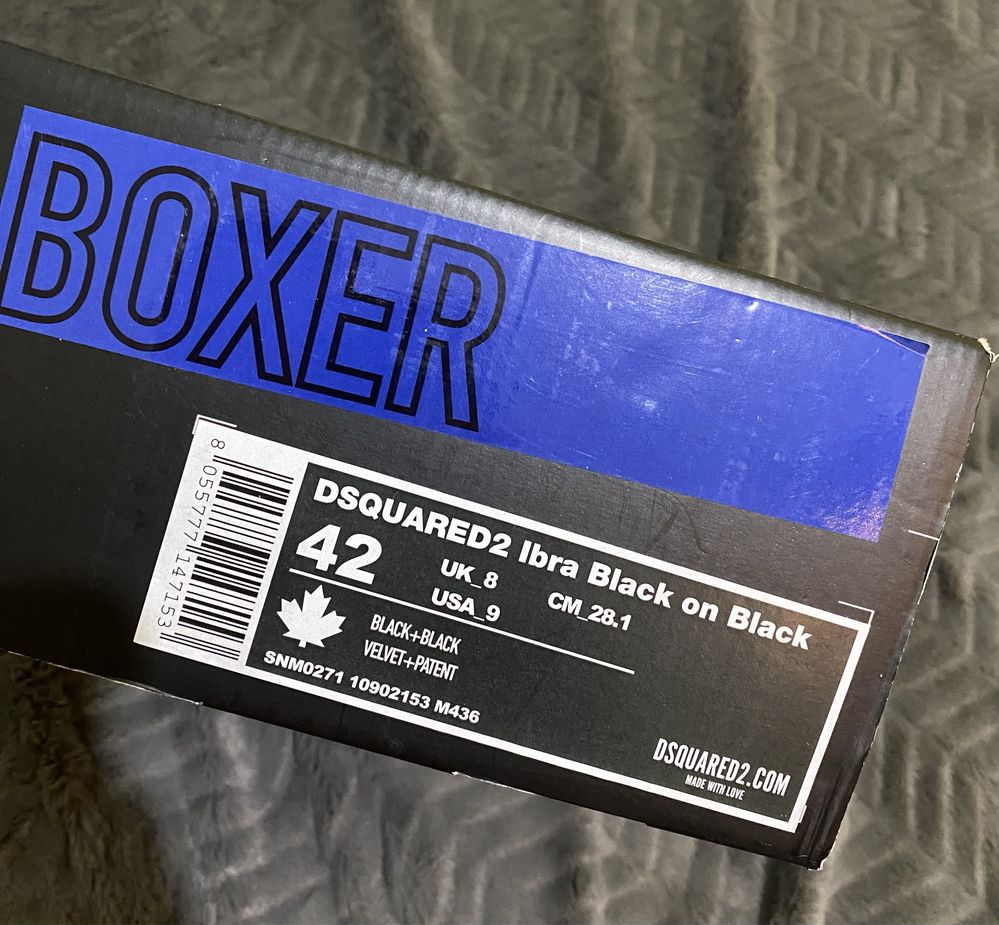 BOXER
8 055777 147153
DSQUARED2 Ibra Black on Black
42
UK_8
USA_9
CM_28.1
BLACK+BLACK
VELVET+PATENT
SNM0271 10902153 M436
DSQUARED2.COM
MADE WITH LOVE